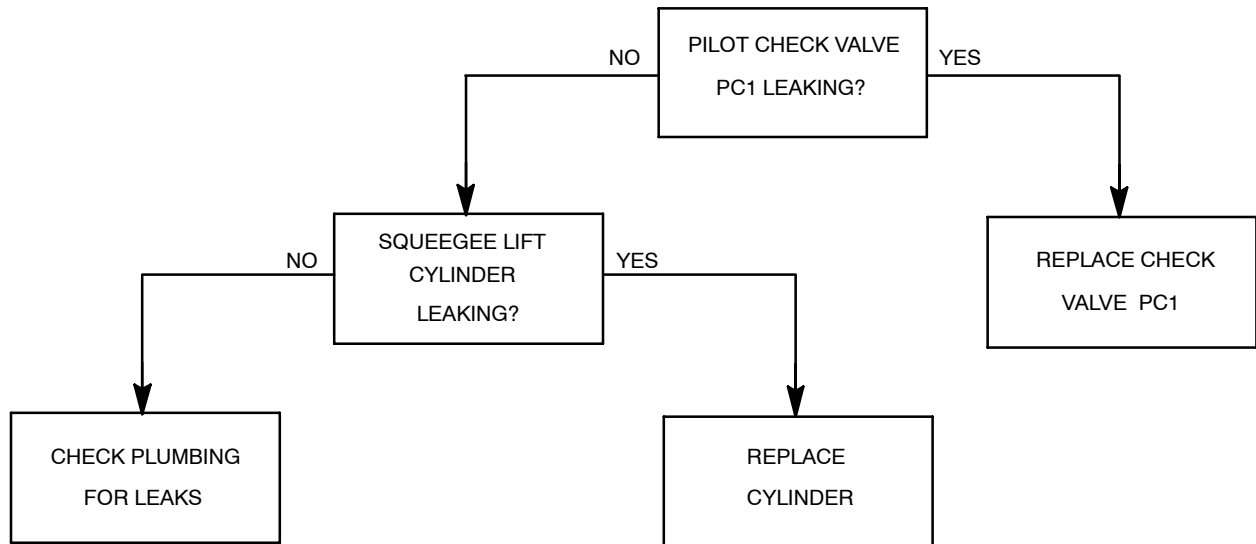 PILOT CHECK VALVE
PC1 LEAKING?
NO
YES
SQUEEGEE LIFT
CYLINDER
LEAKING?
NO
YES
REPLACE CHECK
VALVE PC1
CHECK PLUMBING
FOR LEAKS
REPLACE
CYLINDER